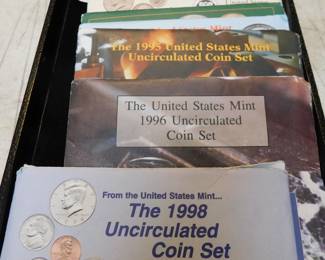 The 1995 United States Mint
Uncirculated Coin Set
The United States Mint
1996 Uncirculated
Coin Set
From the United States Mint...
The 1998
Uncirculated
Coin Set